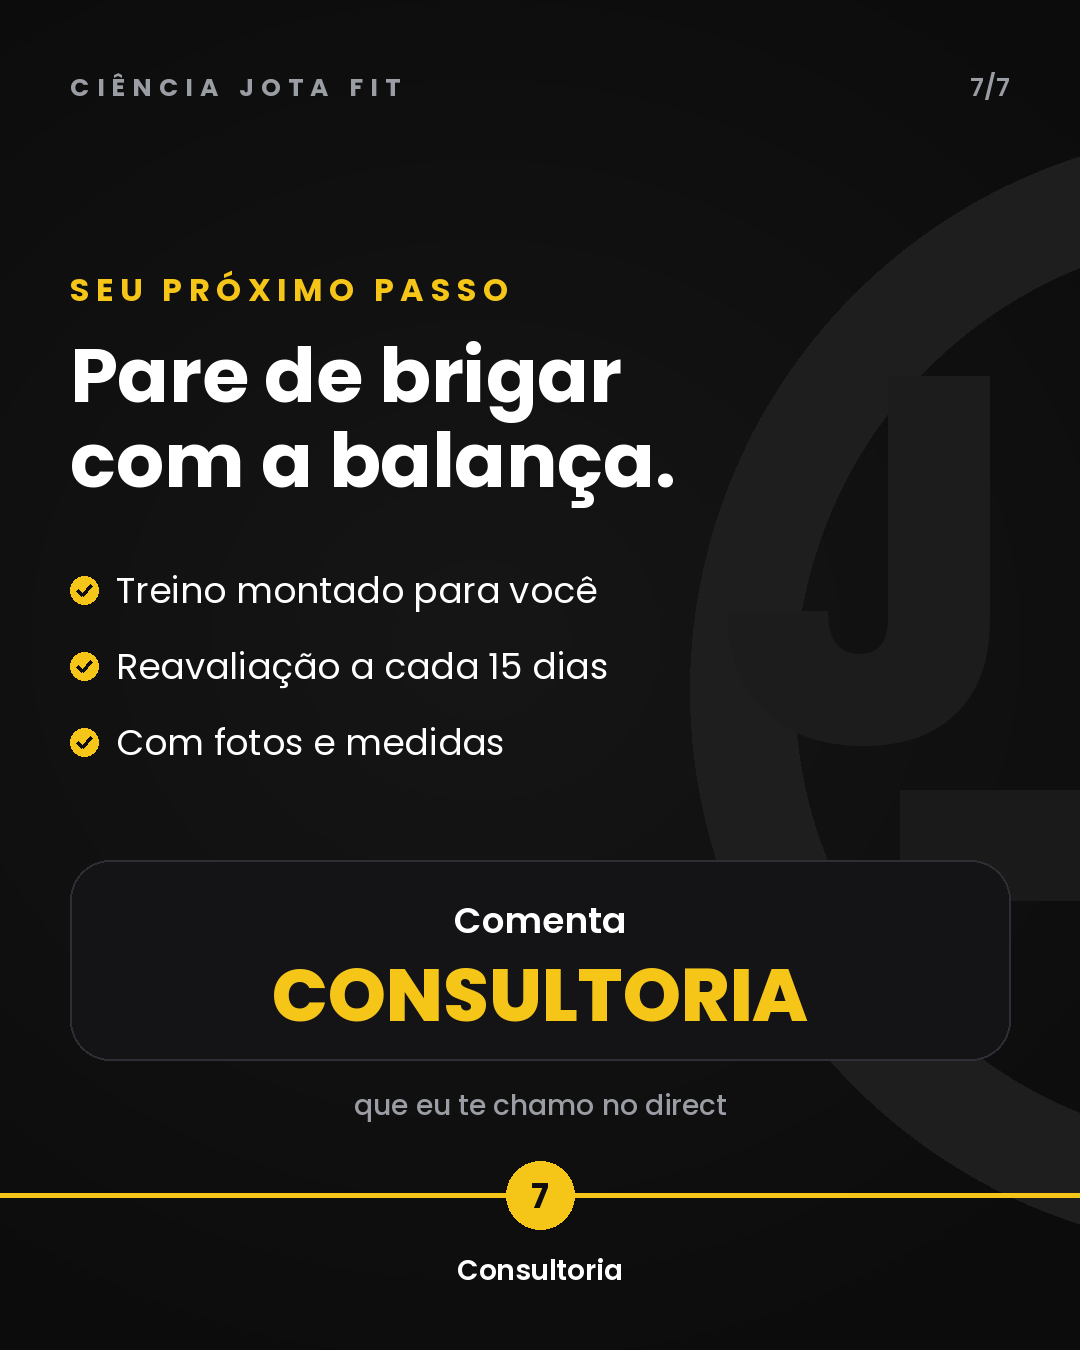 CIÊNCIA JOTA FIT
7/7
SEU PRÓXIMO PASSO
Pare de brigar
com a balança.
Treino montado para você
Reavaliação a cada 15 dias
Com fotos e medidas
Comenta
CONSULTORIA
que eu te chamo no direct
7
Consultoria